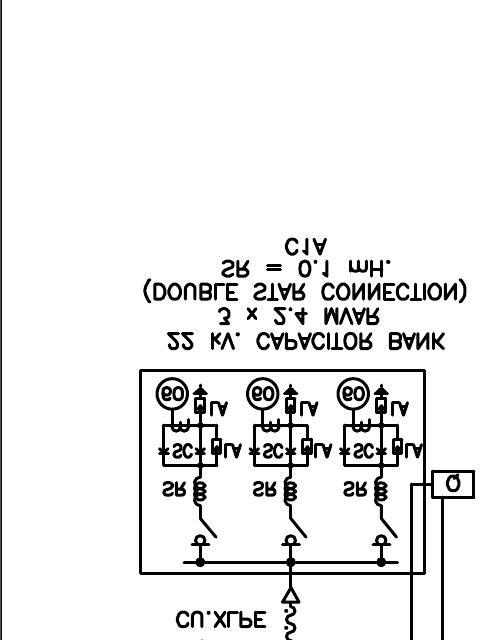 CU.XLPE
Q
SR SR SR
SC LA SC LA SC LA
LA LA LA
60 60 60
22 kV. CAPACITOR BANK
3 x 2.4 MVAR
(DOUBLE STAR CONNECTION)
SR = 0.1 mH.
C1A